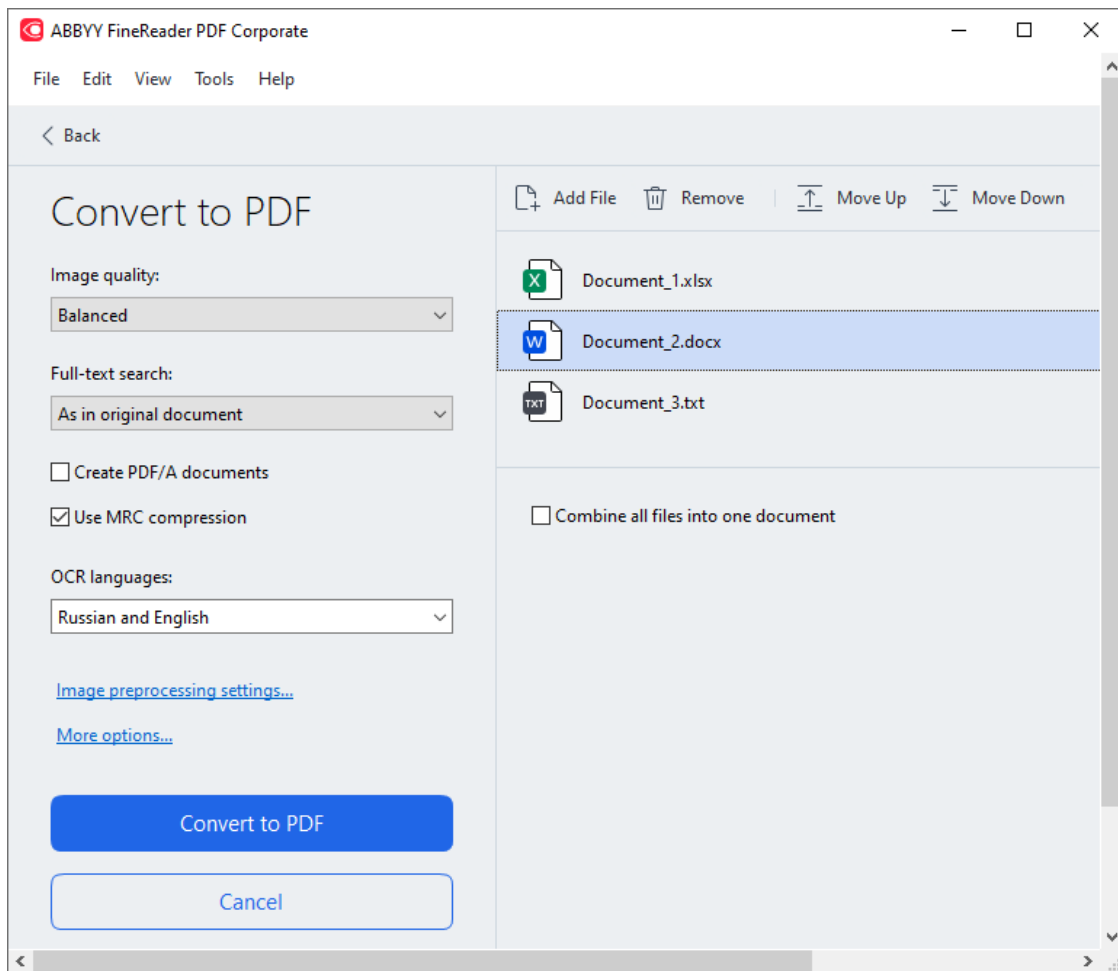 ABBYY FineReader PDF Corporate
File Edit View Tools Help
Back
Convert to PDF
Image quality:
Balanced
Full-text search:
As in original document
Create PDF/A documents
Use MRC compression
OCR languages:
Russian and English
Image preprocessing settings...
More options...
Convert to PDF
Cancel
Add File Remove Move Up Move Down
X Document_1.xlsx
W Document_2.docx
TXT Document_3.txt
Combine all files into one document